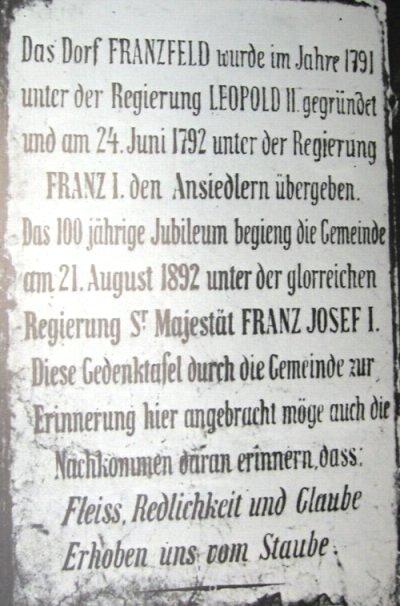 Das Dorf FRANZFELD wurde im Jahre 1791
unter der Regierung LEOPOLD II. gegründet
und am 24. Juni 1792 unter der Regierung
FRANZ I. den Ansiedlern übergeben.
Das 100 jährige Jubileum begieng die Gemeinde
am 21. August 1892 unter der glorreichen
Regierung Sr Majestät FRANZ JOSEF I.
Diese Gedenktafel durch die Gemeinde zur
Erinnerung hier angebracht möge auch die
Nachkommen daran erinnern, dass:
Fleiss, Redlichkeit und Glaube
Erhoben uns vom Staube.